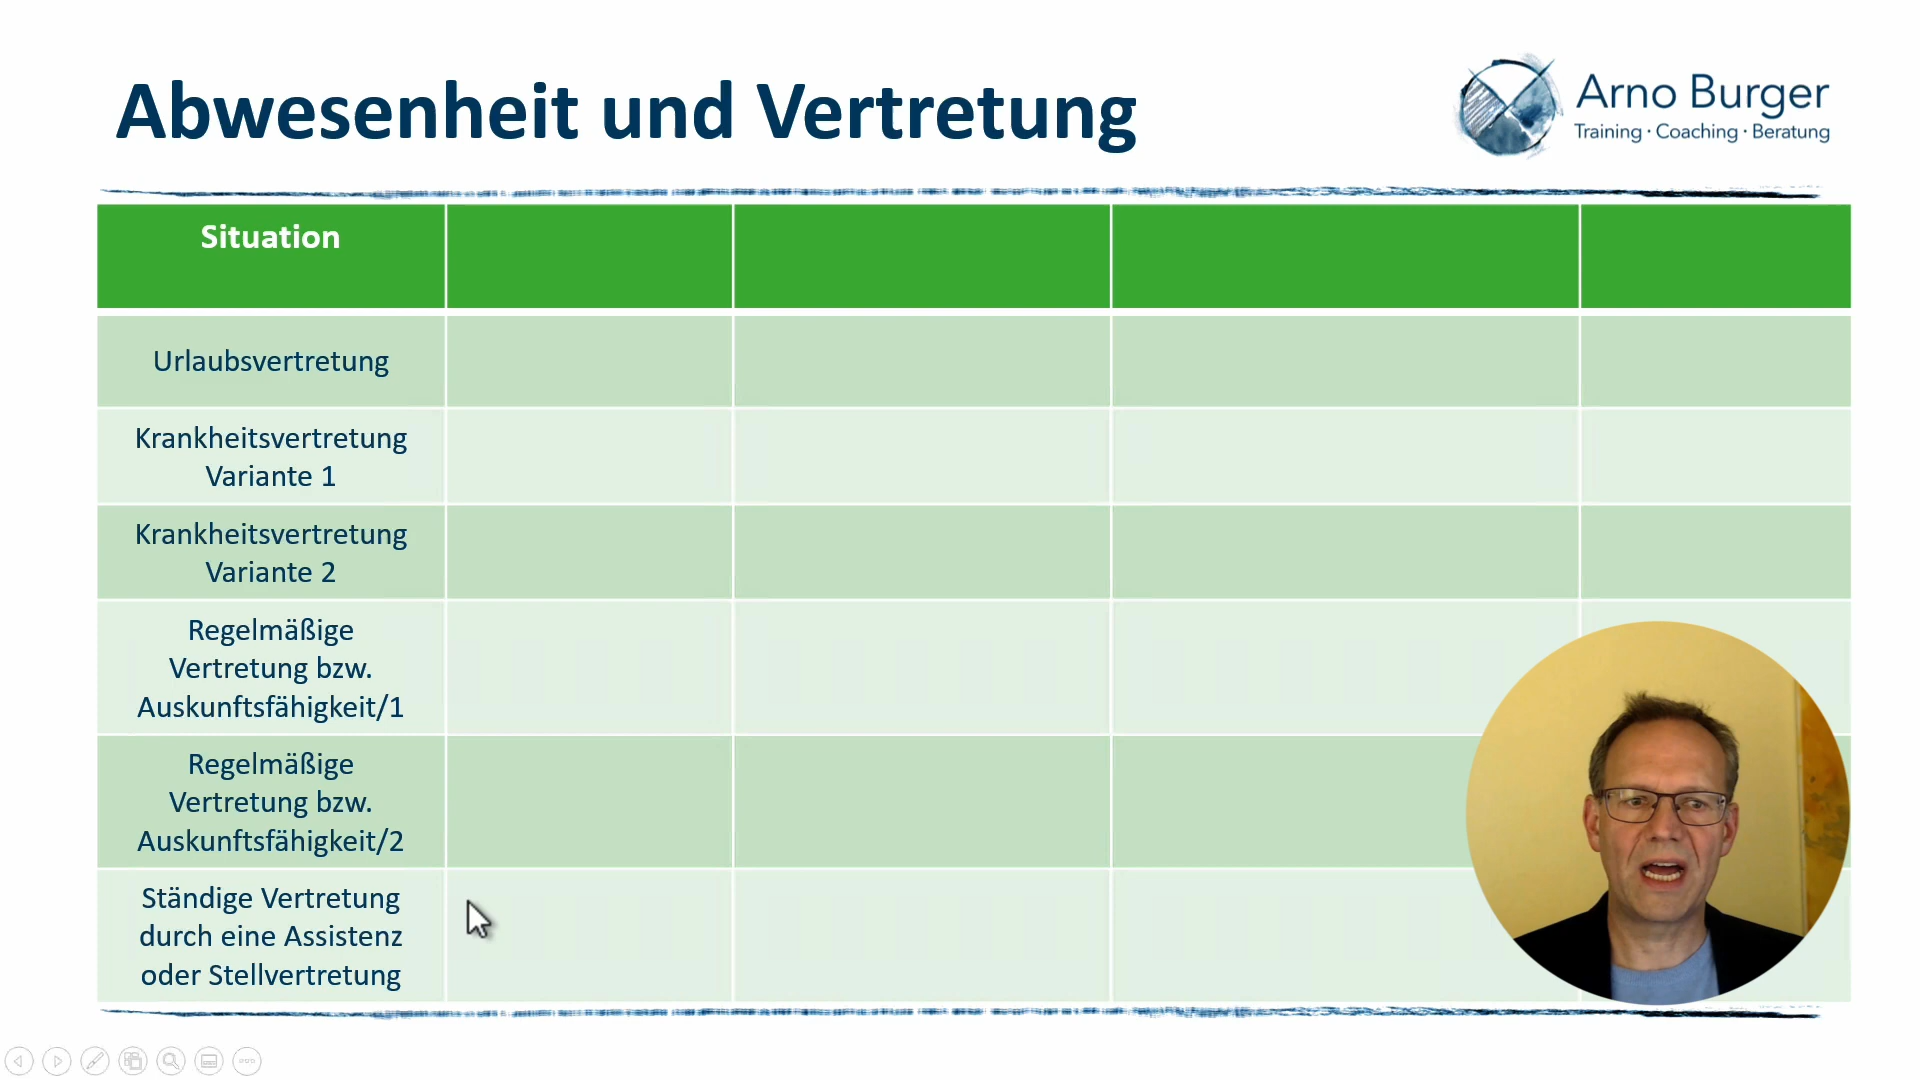 Abwesenheit und Vertretung
Arno Burger
Training · Coaching · Beratung
Situation
Urlaubsvertretung
Krankheitsvertretung
Variante 1
Krankheitsvertretung
Variante 2
Regelmäßige
Vertretung bzw.
Auskunftsfähigkeit/1
Regelmäßige
Vertretung bzw.
Auskunftsfähigkeit/2
Ständige Vertretung
durch eine Assistenz
oder Stellvertretung